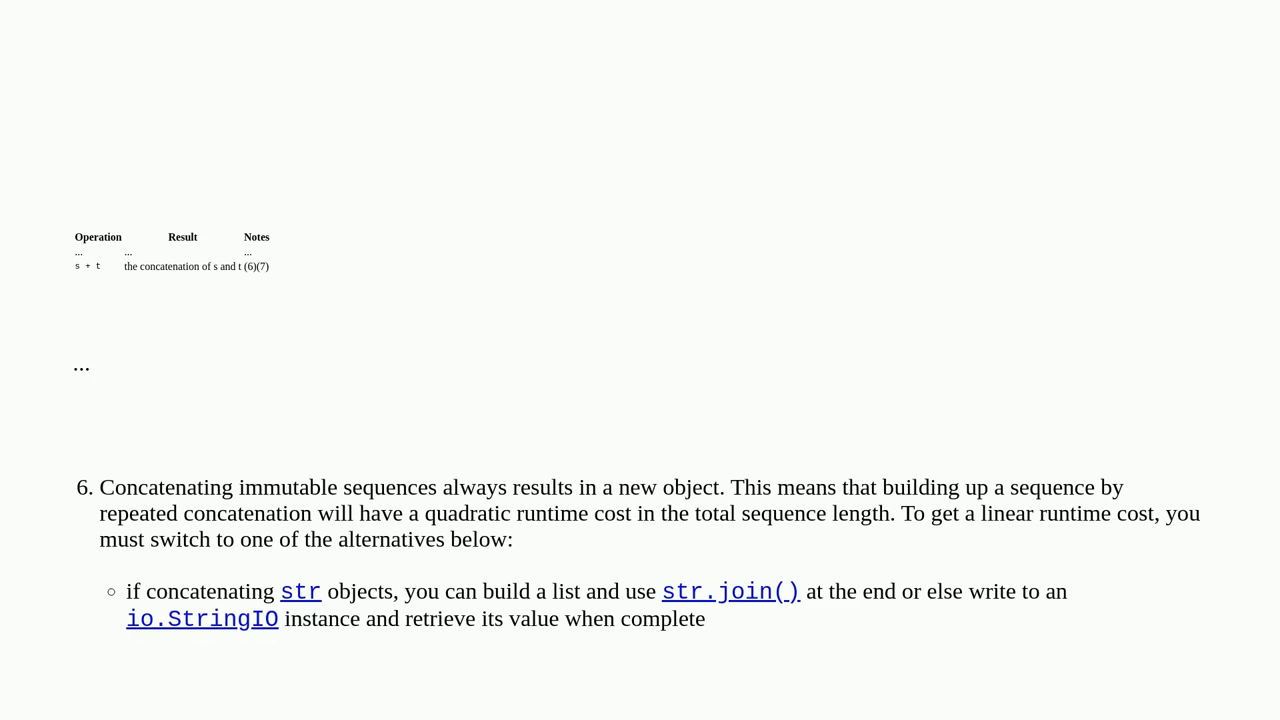 Operation Result Notes
... ... ...
s + t the concatenation of s and t (6)(7)
...
6. Concatenating immutable sequences always results in a new object. This means that building up a sequence by
repeated concatenation will have a quadratic runtime cost in the total sequence length. To get a linear runtime cost, you
must switch to one of the alternatives below:
◦ if concatenating str objects, you can build a list and use str.join() at the end or else write to an
io.StringIO instance and retrieve its value when complete